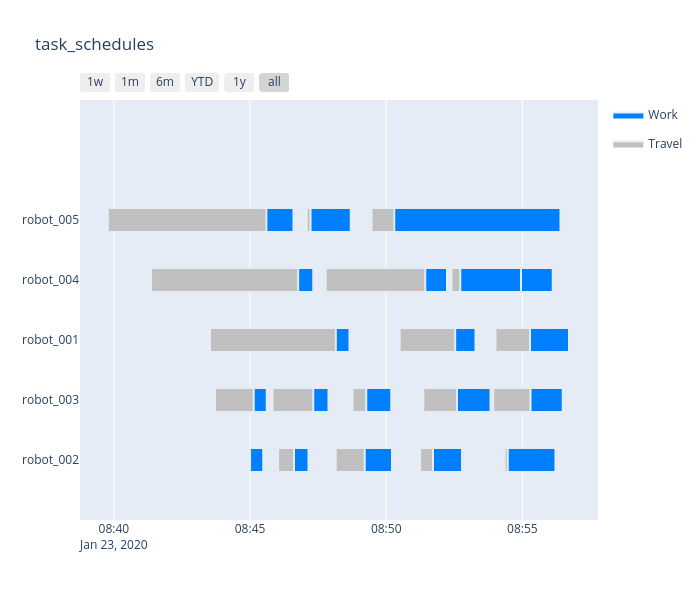 task_schedules
1w 1m 6m YTD 1y all
Work
Travel
robot_005
robot_004
robot_001
robot_003
robot_002
08:40 08:45 08:50 08:55
Jan 23, 2020